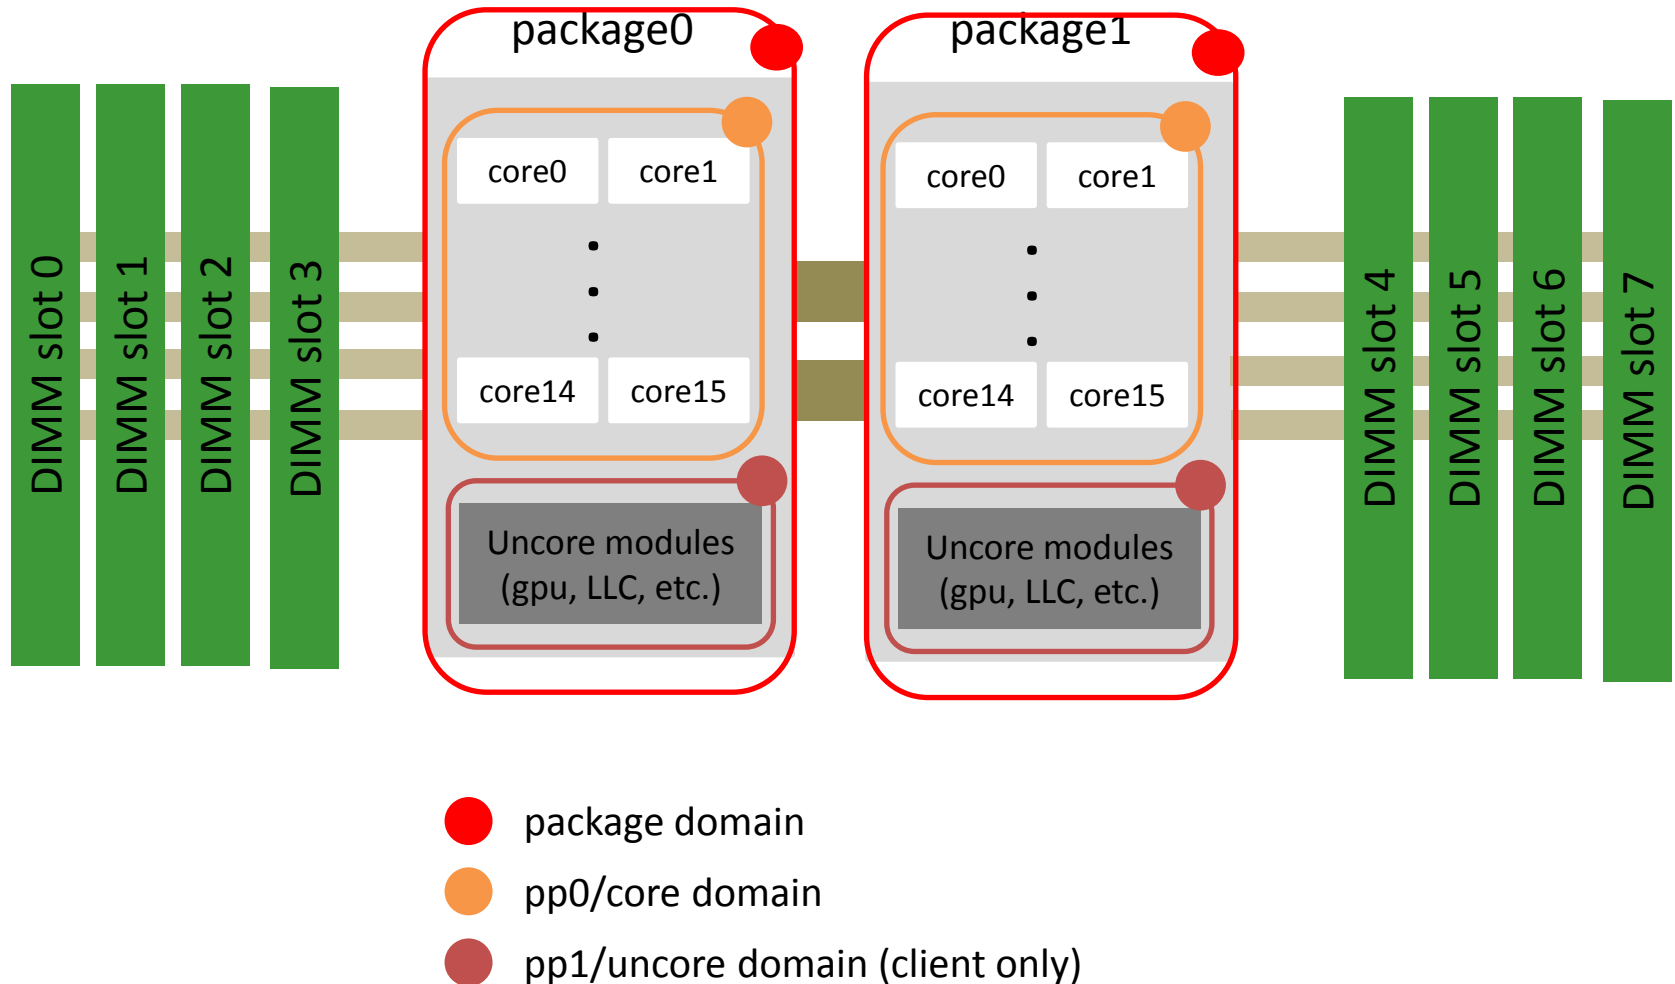 package0
package1
DIMM slot 0
DIMM slot 1
DIMM slot 2
DIMM slot 3
core0
core1
core14
core15
Uncore modules
(gpu, LLC, etc.)
core0
core1
core14
core15
Uncore modules
(gpu, LLC, etc.)
DIMM slot 4
DIMM slot 5
DIMM slot 6
DIMM slot 7
package domain
pp0/core domain
pp1/uncore domain (client only)